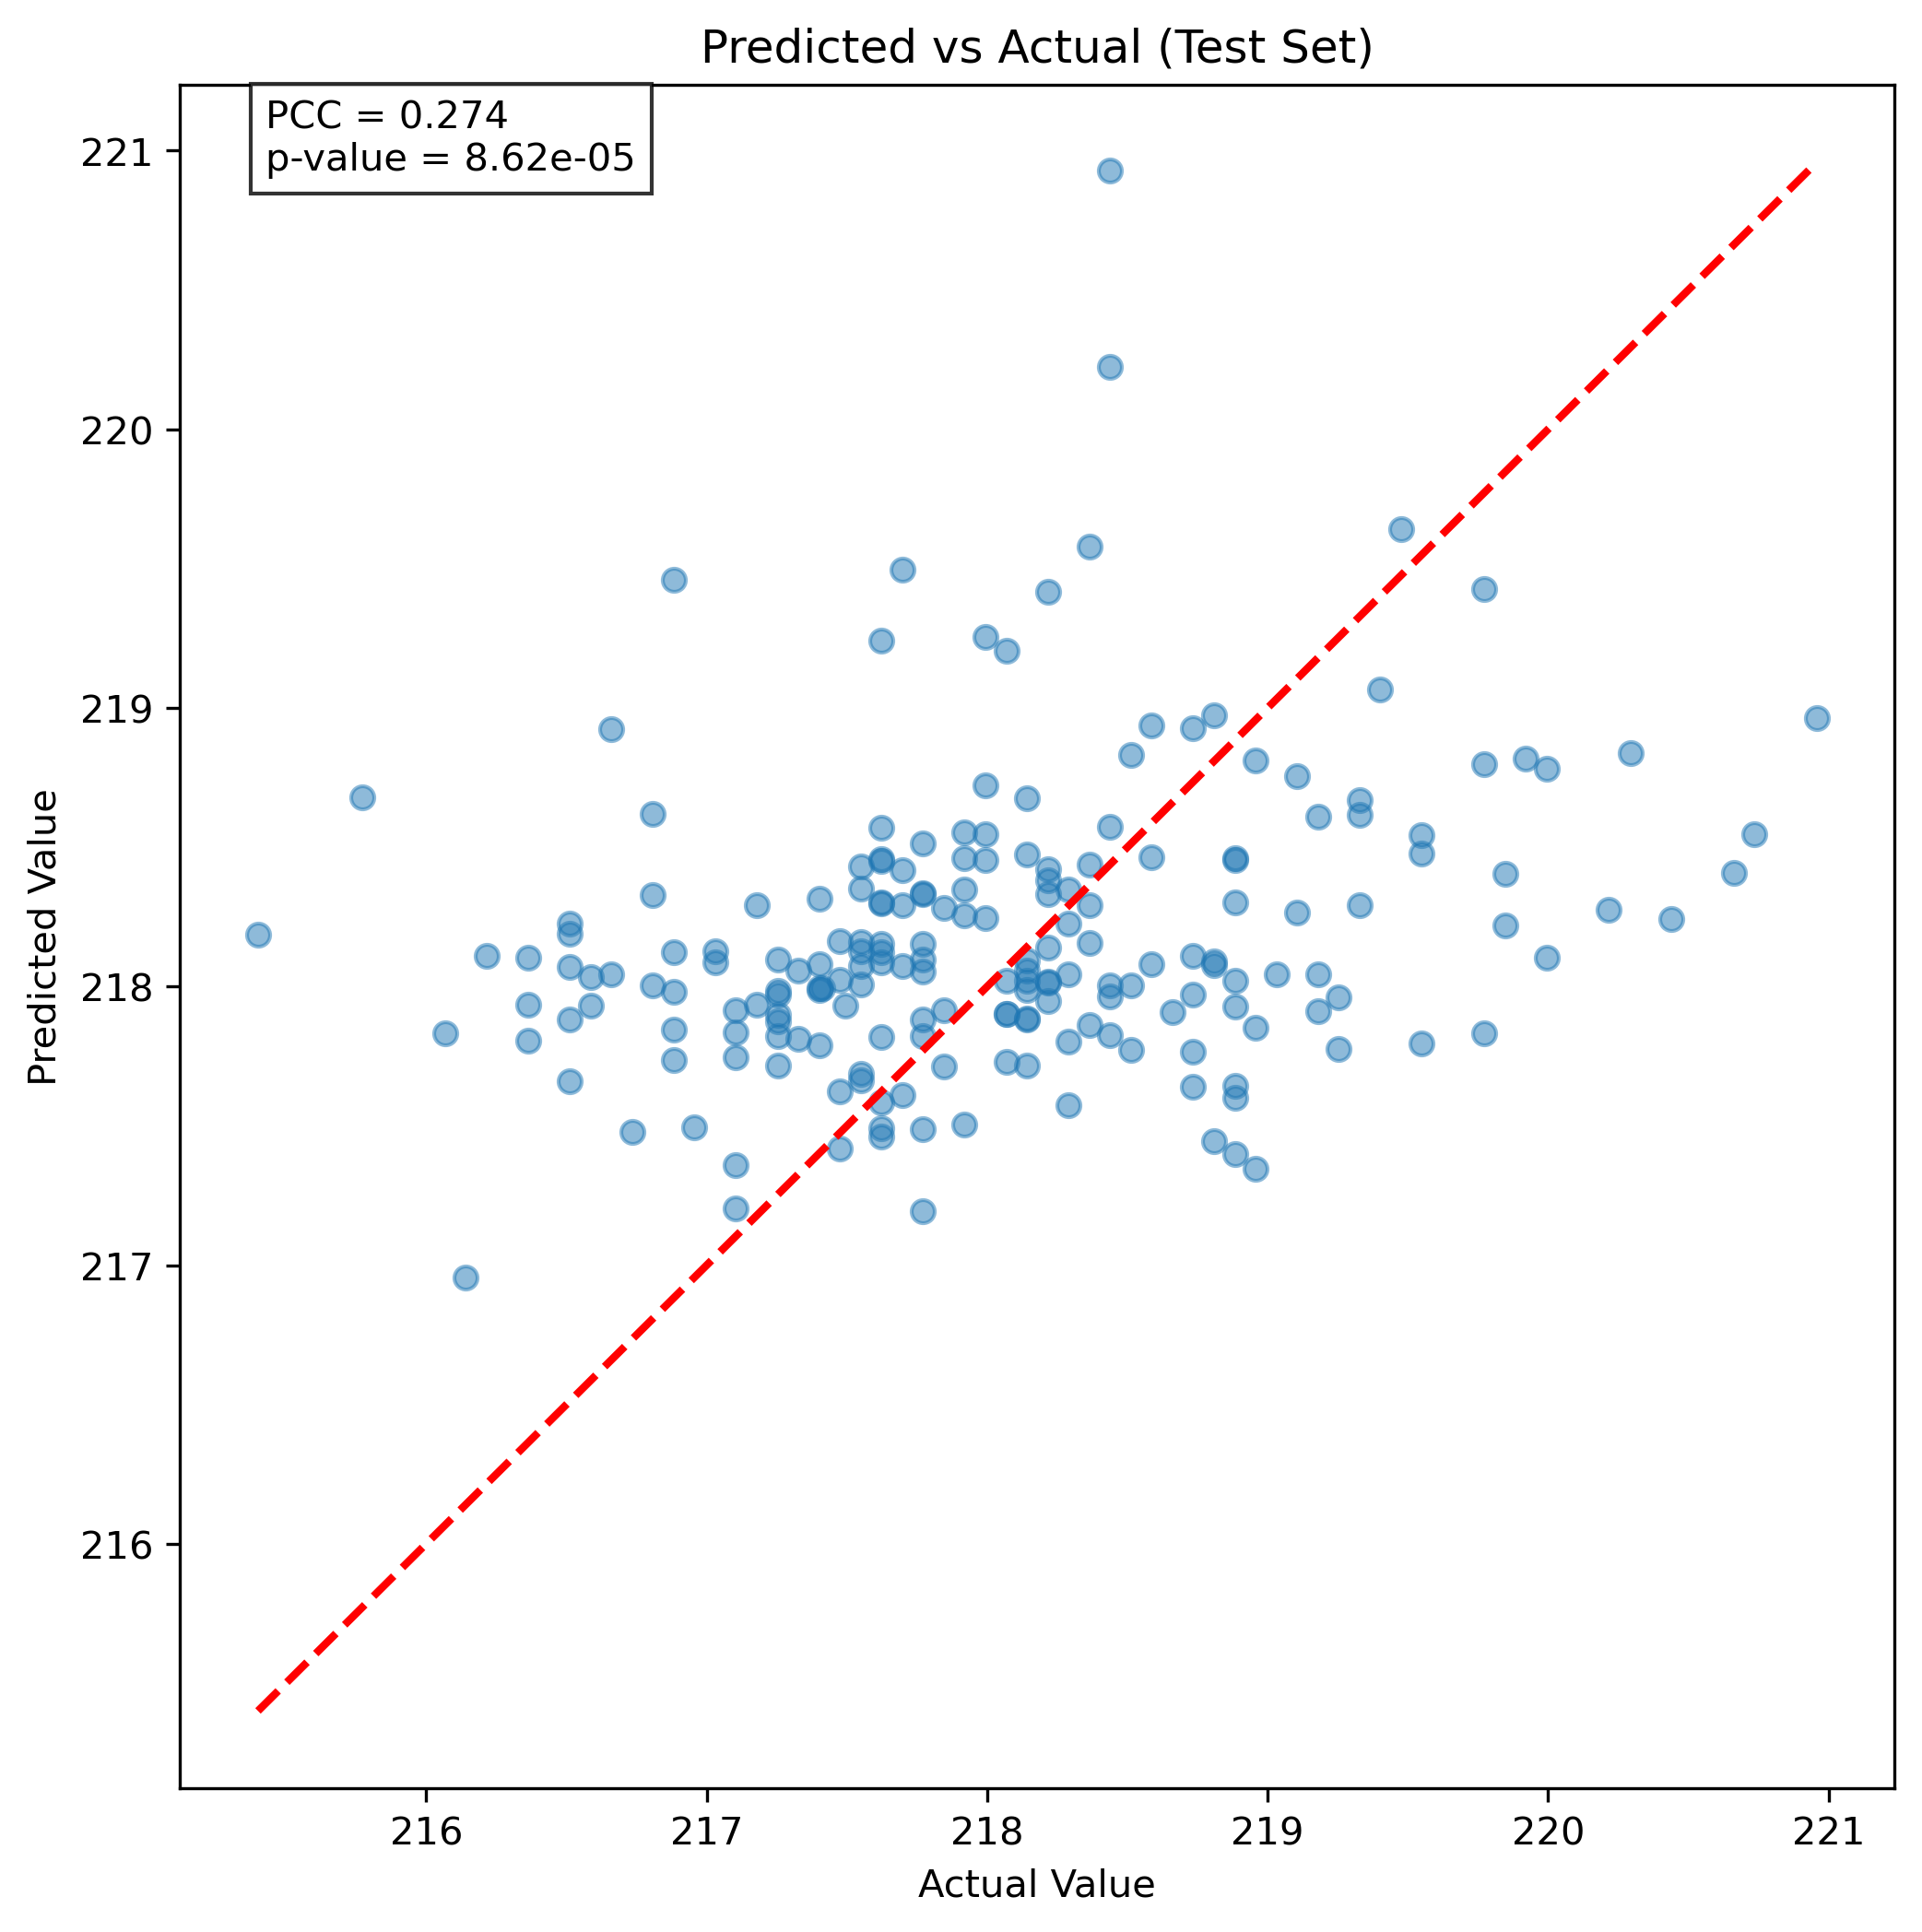 Predicted vs Actual (Test Set)
PCC = 0.274
p-value = 8.62e-05
221
220
219
218
217
216
Predicted Value
216 217 218 219 220 221
Actual Value